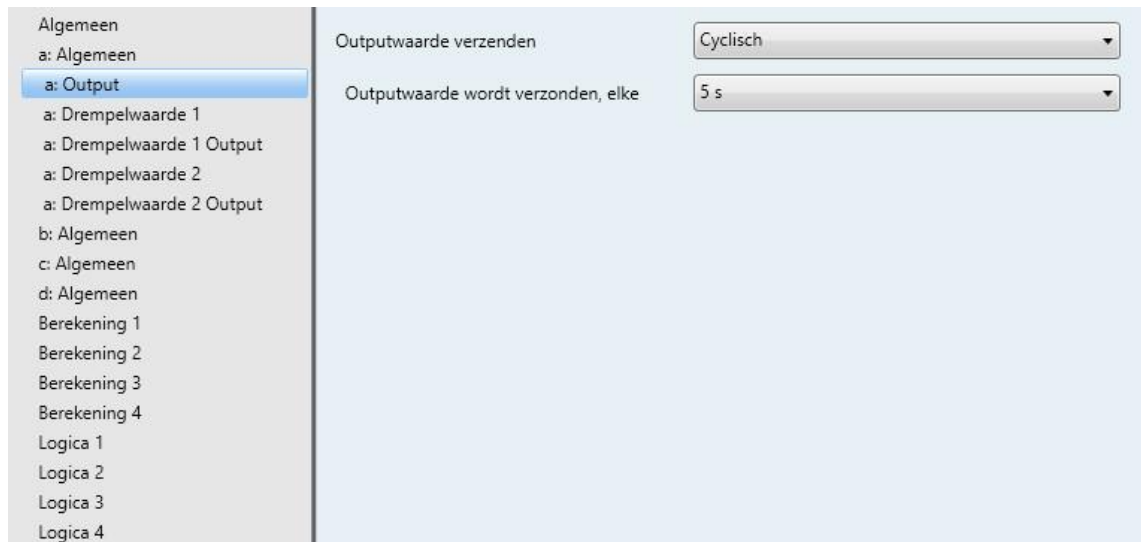 Algemeen
a: Algemeen
a: Output
a: Drempelwaarde 1
a: Drempelwaarde 1 Output
a: Drempelwaarde 2
a: Drempelwaarde 2 Output
b: Algemeen
c: Algemeen
d: Algemeen
Berekening 1
Berekening 2
Berekening 3
Berekening 4
Logica 1
Logica 2
Logica 3
Logica 4
Outputwaarde verzenden Cyclisch
Outputwaarde wordt verzonden, elke 5 s